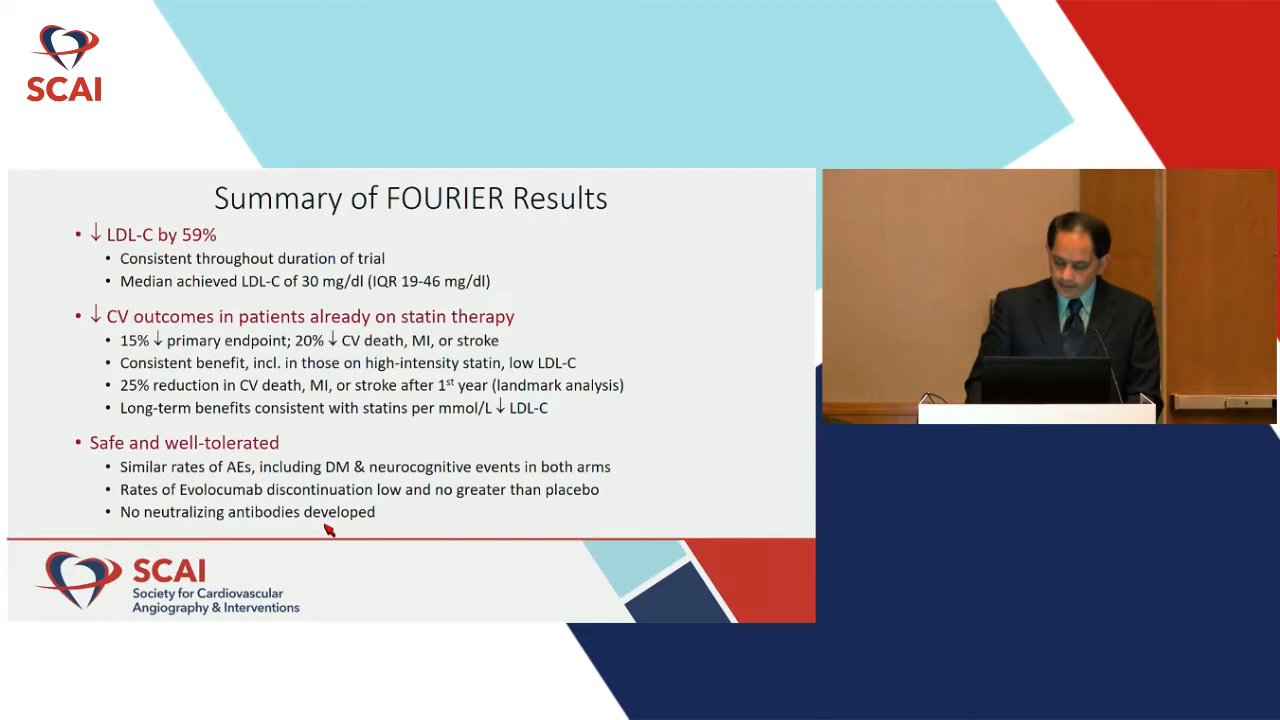 SCAI
Summary of FOURIER Results
• ↓ LDL-C by 59%
• Consistent throughout duration of trial
• Median achieved LDL-C of 30 mg/dl (IQR 19-46 mg/dl)
• ↓ CV outcomes in patients already on statin therapy
• 15% ↓ primary endpoint; 20% ↓ CV death, MI, or stroke
• Consistent benefit, incl. in those on high-intensity statin, low LDL-C
• 25% reduction in CV death, MI, or stroke after 1st year (landmark analysis)
• Long-term benefits consistent with statins per mmol/L ↓ LDL-C
• Safe and well-tolerated
• Similar rates of AEs, including DM & neurocognitive events in both arms
• Rates of Evolocumab discontinuation low and no greater than placebo
• No neutralizing antibodies developed
SCAI
Society for Cardiovascular
Angiography & Interventions